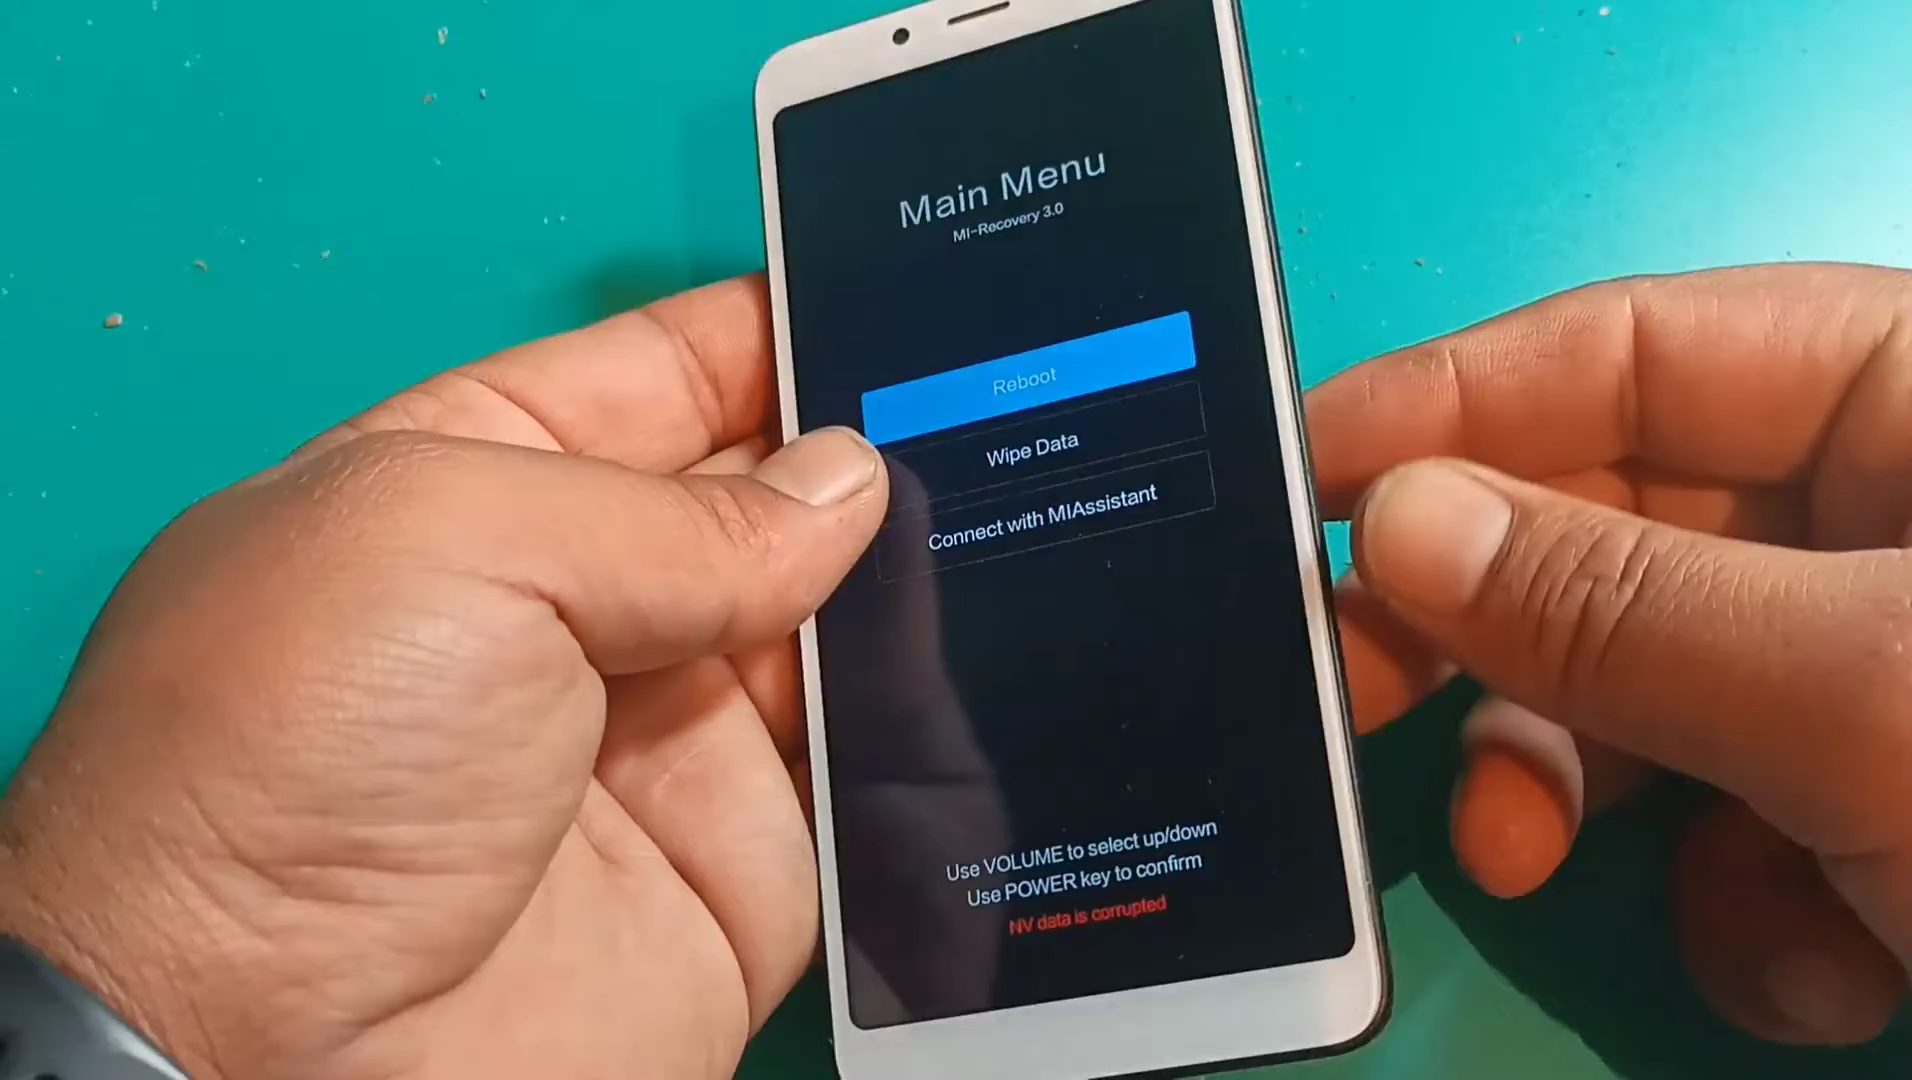 Main Menu
MI-Recovery 3.0
Reboot
Wipe Data
Connect with MIAssistant
Use VOLUME to select up/down
Use POWER key to confirm
NV data is corrupted